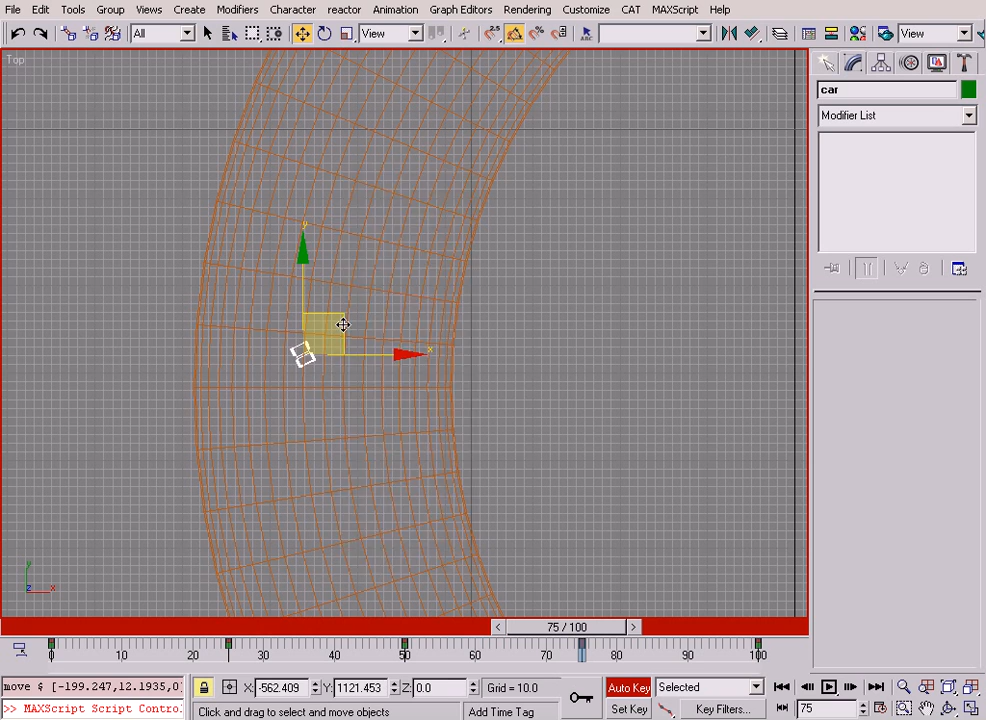 File Edit Tools Group Views Create Modifiers Character reactor Animation Graph Editors Rendering Customize CAT MAXScript Help
All View View
Top
car
Modifier List
y
x
y
z x
75 / 100
0 10 20 30 40 50 60 70 80 90 100
move $ [-199.247,12.1935,0] X: -562.409 Y: 1121.453 Z: 0.0 Grid = 10.0 Auto Key Selected
>> MAXScript Script Control. Click and drag to select and move objects Add Time Tag Set Key Key Filters... 75